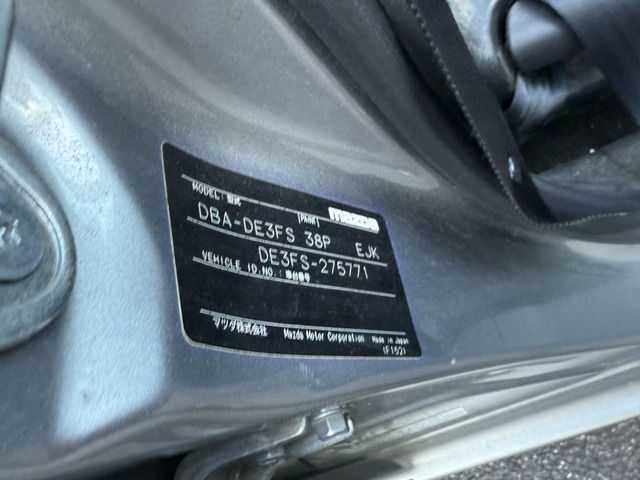 MODEL:型式 [PAINT] MAZDA
DBA-DE3FS 38P EJK
DE3FS-275771
VEHICLE ID.NO.:車台番号
マツダ株式会社 Mazda Motor Corporation Made in Japan
(F152)